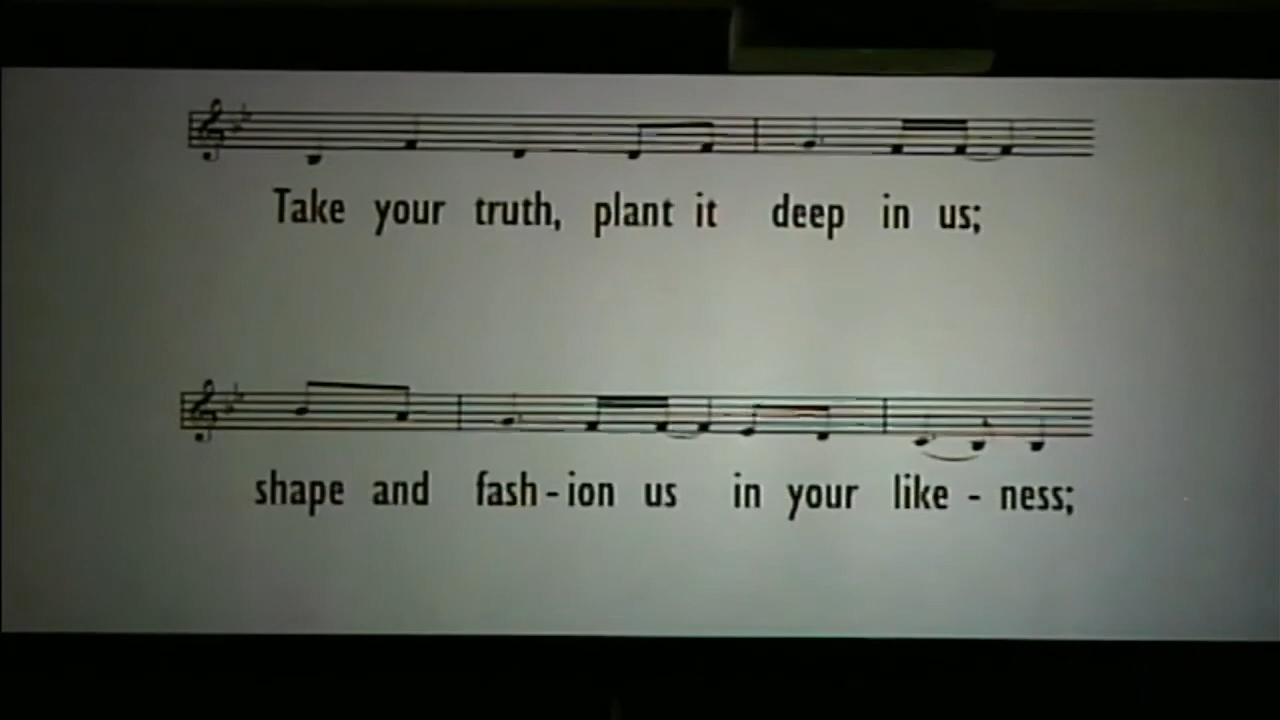 Take your truth, plant it deep in us;
shape and fash-ion us in your like-ness;